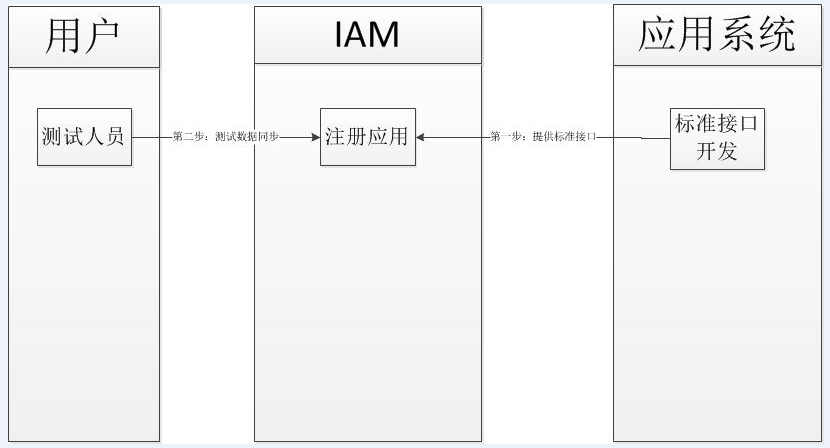 用户
IAM
应用系统
测试人员
第二步：测试数据同步
注册应用
第一步：提供标准接口
标准接口
开发